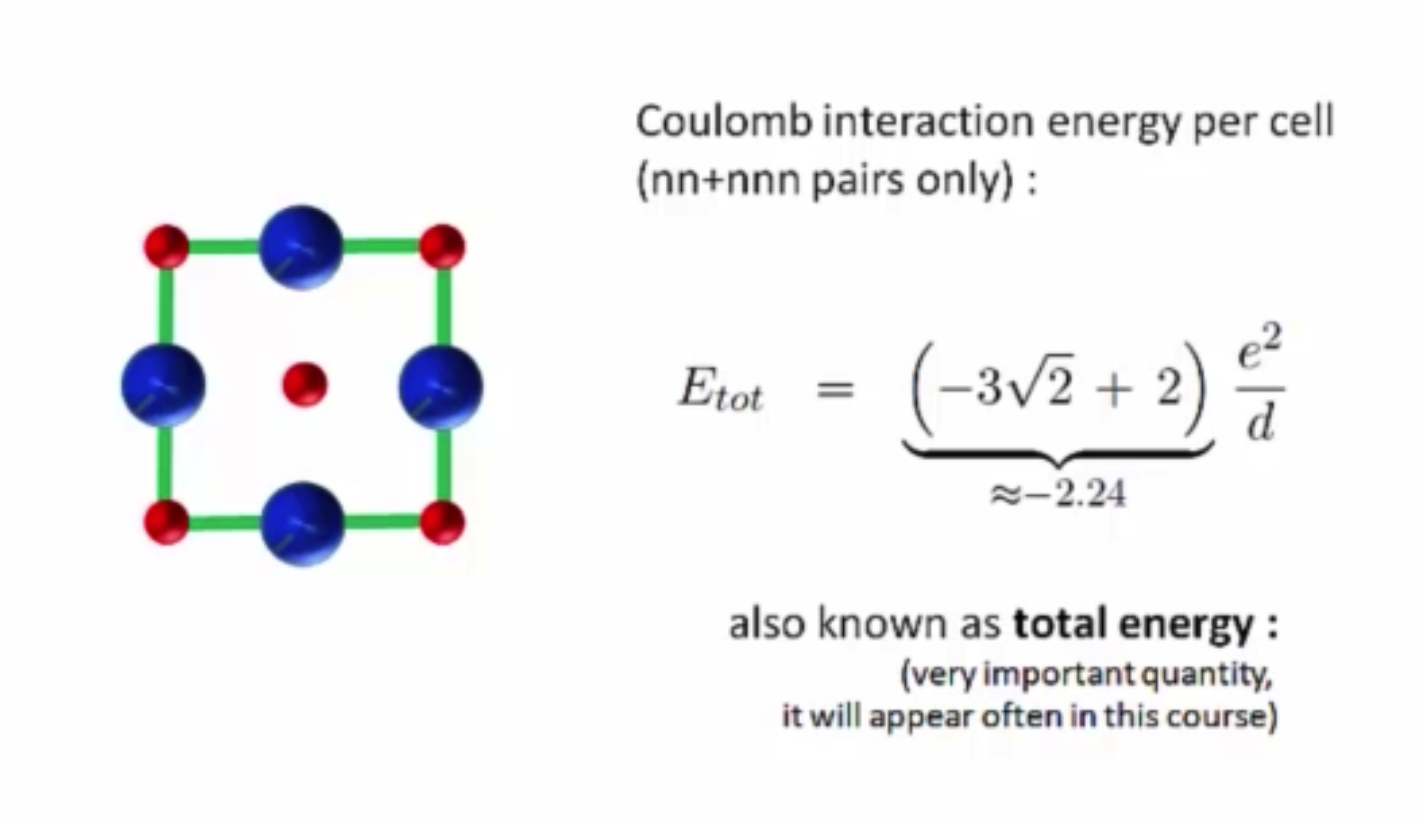 Coulomb interaction energy per cell
(nn+nnn pairs only) :
E_{tot} = \underbrace{\left(-3\sqrt{2} + 2\right)}_{\approx -2.24} \frac{e^2}{d}
also known as total energy :
(very important quantity,
it will appear often in this course)